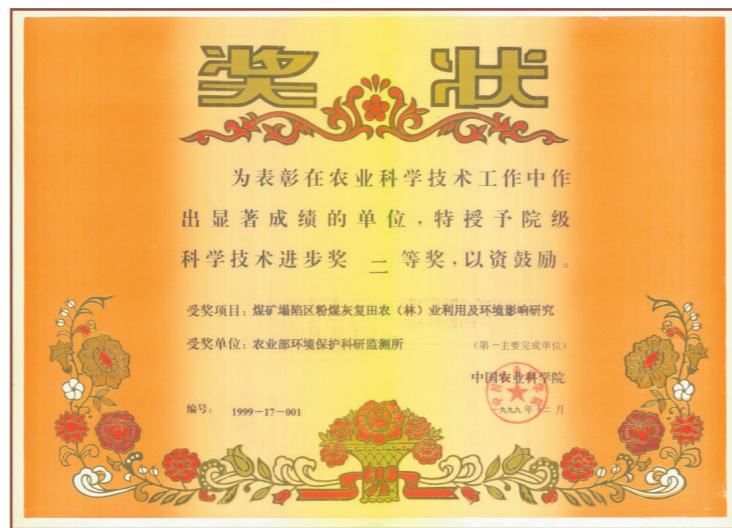 奖状
为表彰在农业科学技术工作中作
出显著成绩的单位，特授予院级
科学技术进步奖 二 等奖，以资鼓励。
受奖项目：煤矿塌陷区粉煤灰复田农（林）业利用及环境影响研究
受奖单位：农业部环境保护科研监测所 （第一主要完成单位）
中国农业科学院
编号： 1999-17-001 一九九九年十二月